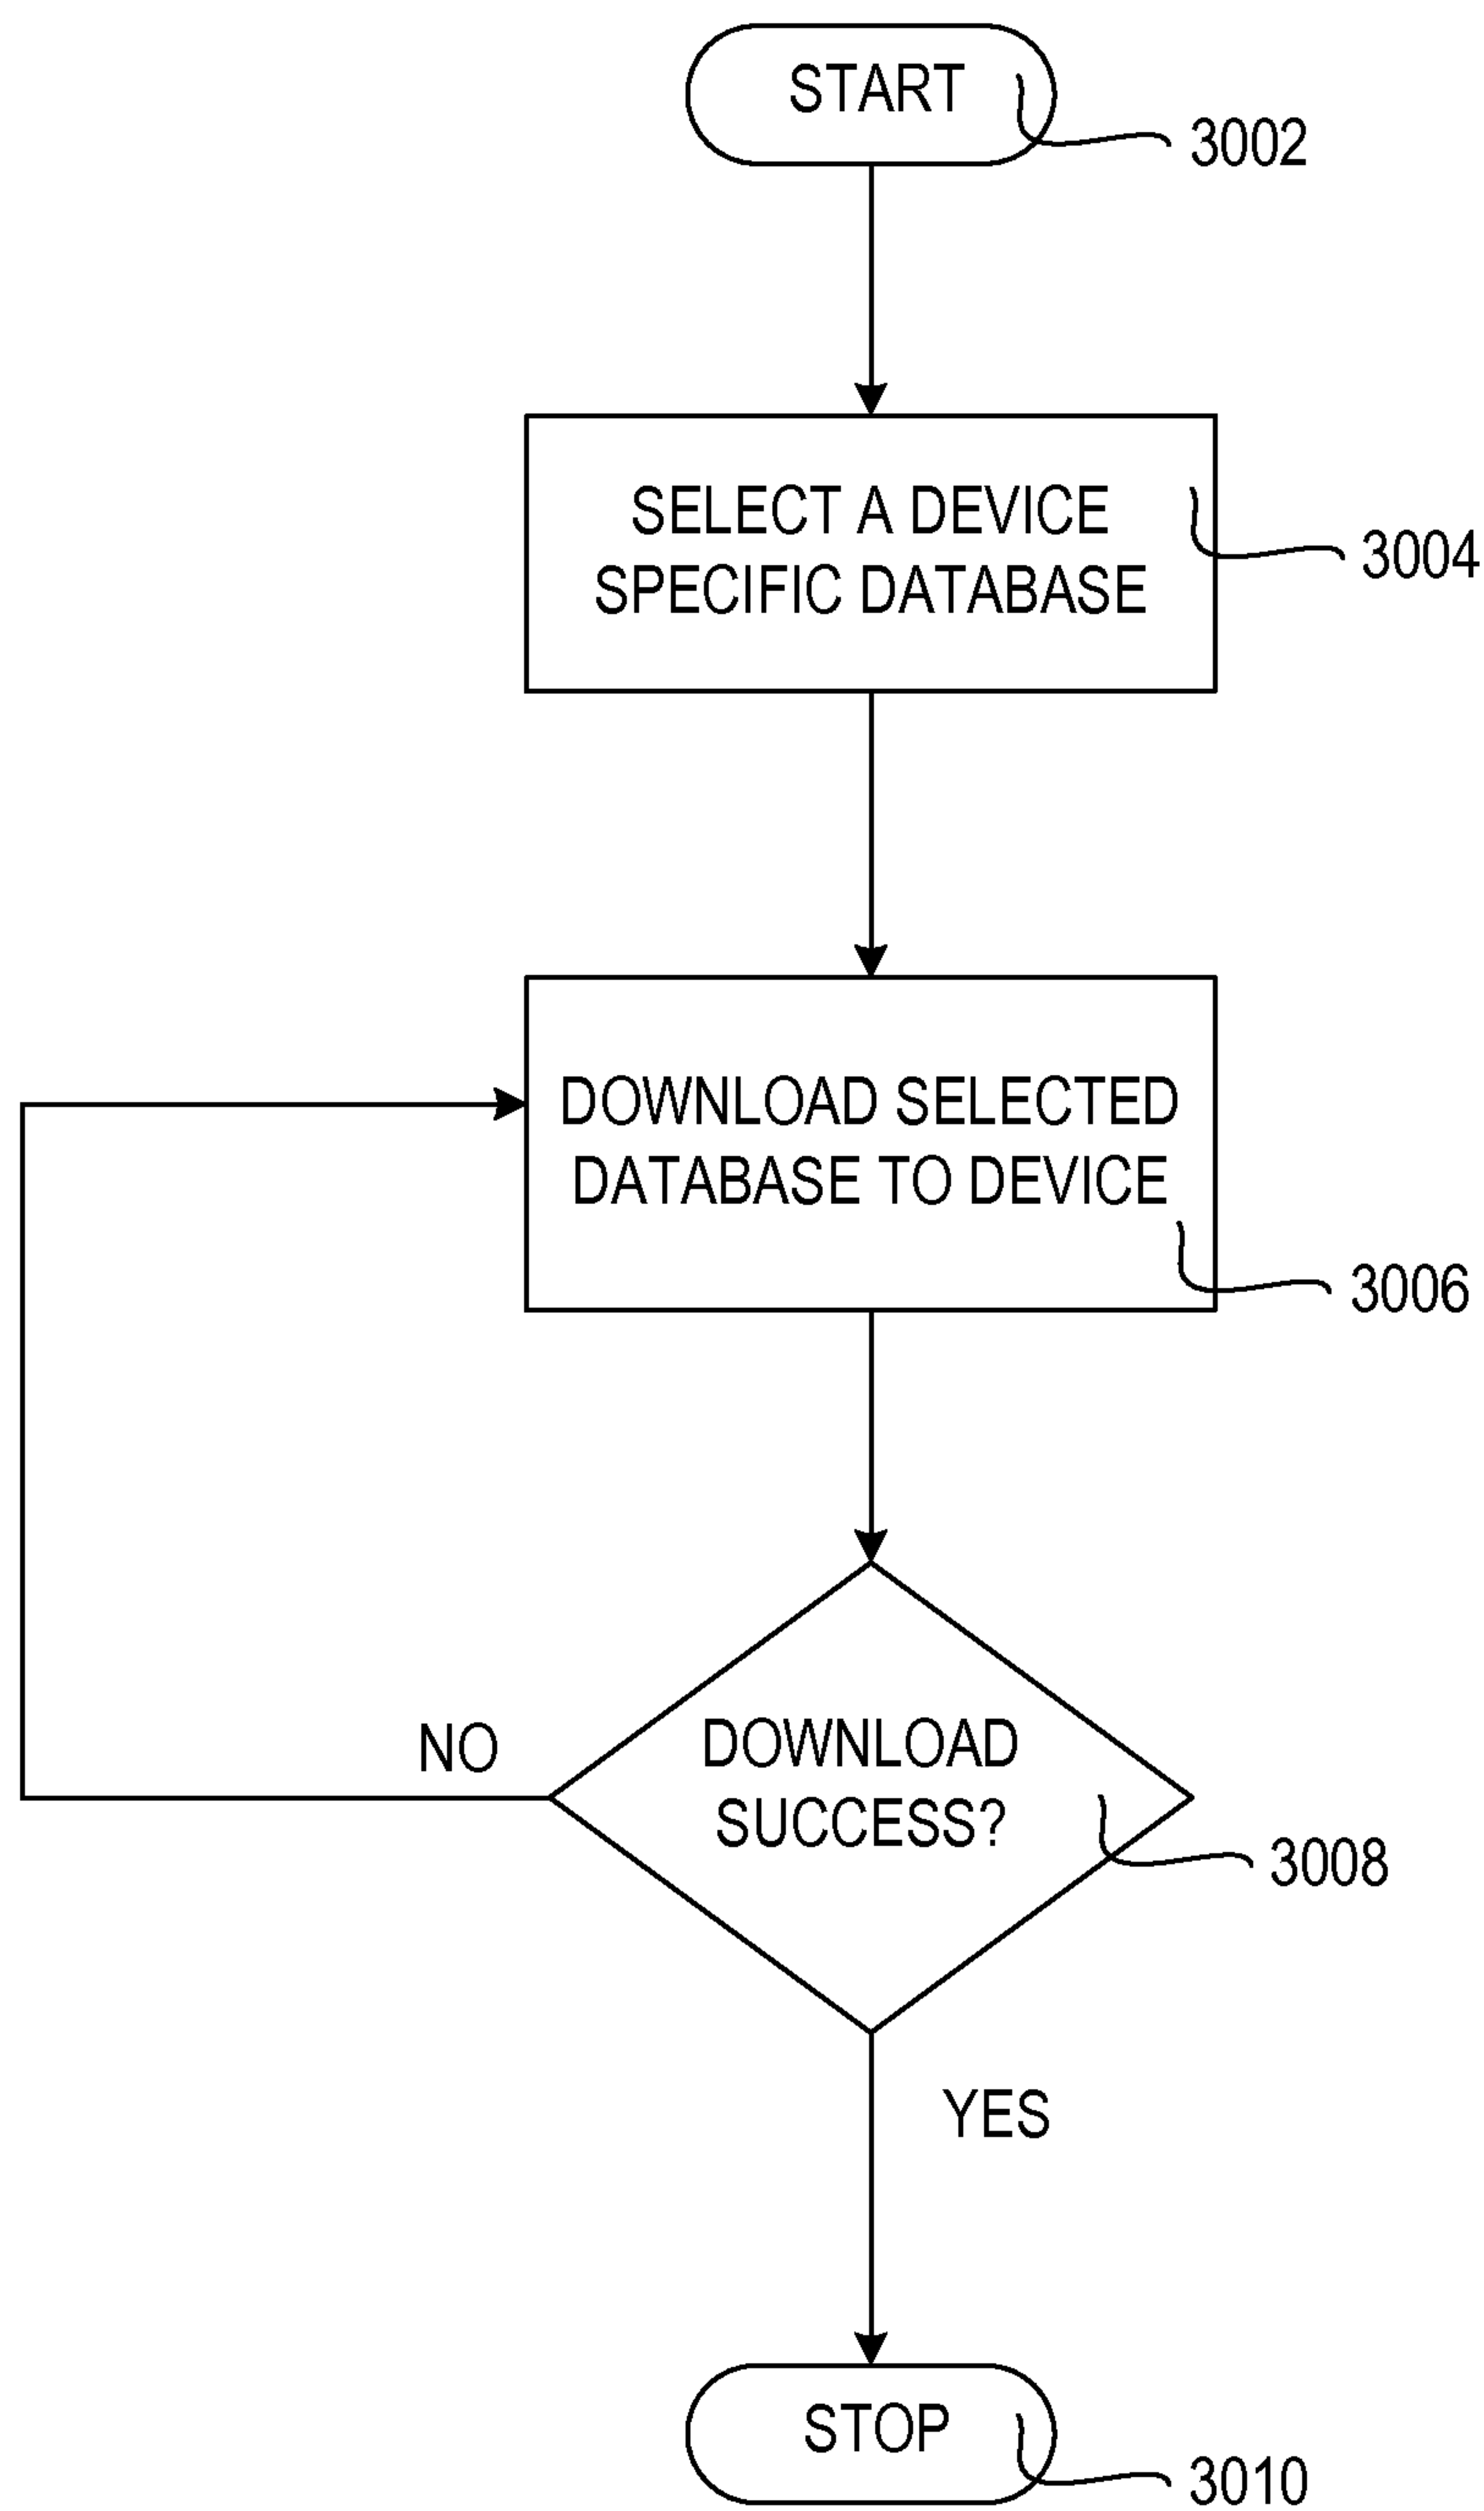 START
3002
SELECT A DEVICE
SPECIFIC DATABASE
3004
DOWNLOAD SELECTED
DATABASE TO DEVICE
3006
DOWNLOAD
SUCCESS?
NO
3008
YES
STOP
3010